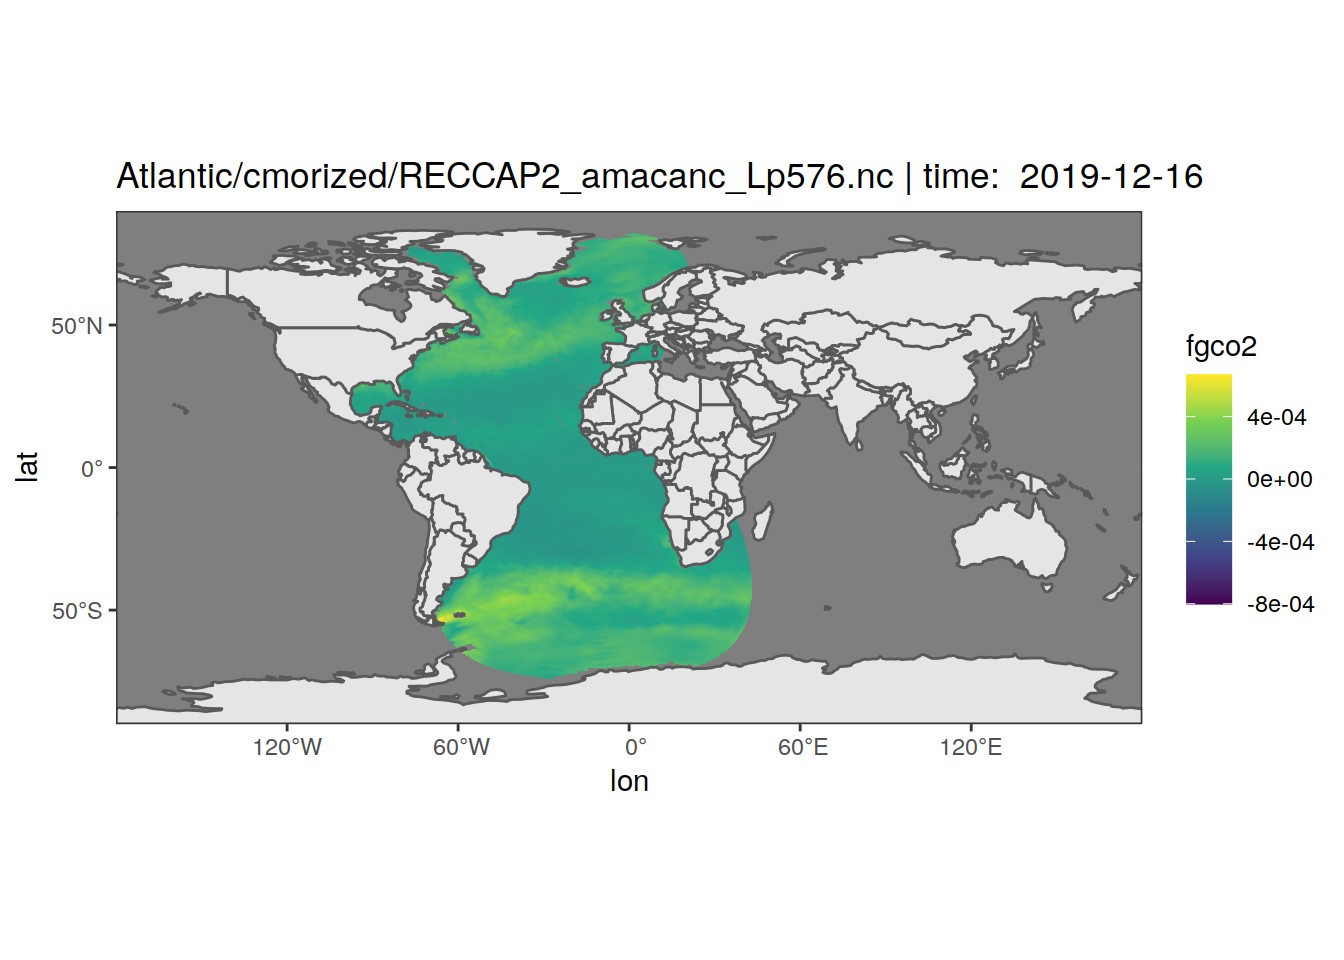 Atlantic/cmorized/RECCAP2_amacanc_Lp576.nc | time:  2019-12-16
lat
50°N
0°
50°S
120°W
60°W
0°
60°E
120°E
lon
fgco2
4e-04
0e+00
-4e-04
-8e-04